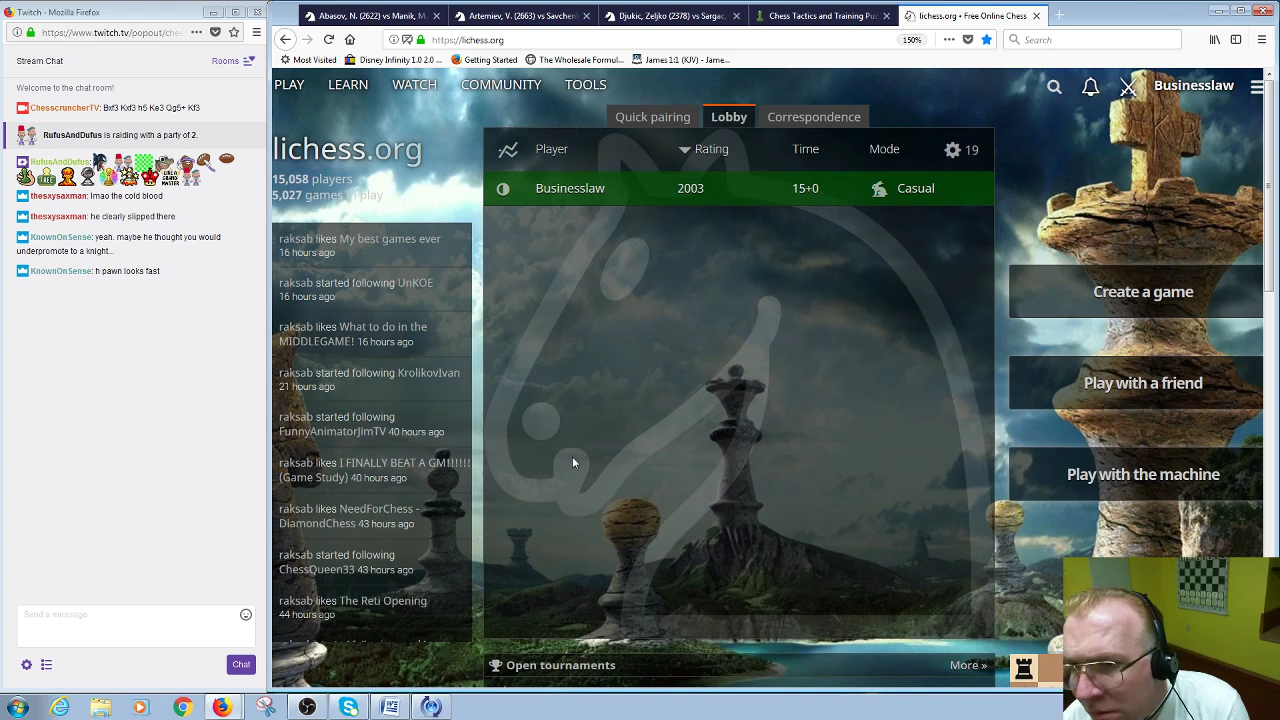 Twitch - Mozilla Firefox
https://www.twitch.tv/popout/che
Stream Chat
Rooms
Welcome to the chat room!
ChesscruncherTV: Bxf3 Kxf3 h5 Ke3 Qg5+ Kf3
RufusAndDufus is raiding with a party of 2.
RufusAndDufus:
thesxysaxman: lmao the cold blood
thesxysaxman: he clearly slipped there
KnownOnSense: yeah. maybe he thought you would
underpromote to a knight...
KnownOnSense: h pawn looks fast
Send a message
Chat
Abasov, N. (2622) vs Manik, M.
Artemiev, V. (2663) vs Savchenk
Djukic, Zeljko (2378) vs Sargac,
Chess Tactics and Training Puz
lichess.org • Free Online Chess
https://lichess.org
150%
Search
Most Visited
Disney Infinity 1.0 2.0 ...
Getting Started
The Wholesale Formul...
James 1:1 (KJV) - Jame...
PLAY
LEARN
WATCH
COMMUNITY
TOOLS
Businesslaw
Quick pairing
Lobby
Correspondence
lichess.org
15,058 players
5,027 games in play
Player
Rating
Time
Mode
19
Businesslaw
2003
15+0
Casual
raksab likes My best games ever
16 hours ago
raksab started following UnKOE
16 hours ago
raksab likes What to do in the
MIDDLEGAME! 16 hours ago
raksab started following KrolikovIvan
21 hours ago
raksab started following
FunnyAnimatorJimTV 40 hours ago
raksab likes I FINALLY BEAT A GM!!!!!!
(Game Study) 40 hours ago
raksab likes NeedForChess -
DiamondChess 43 hours ago
raksab started following
ChessQueen33 43 hours ago
raksab likes The Reti Opening
44 hours ago
Create a game
Play with a friend
Play with the machine
Open tournaments
More »